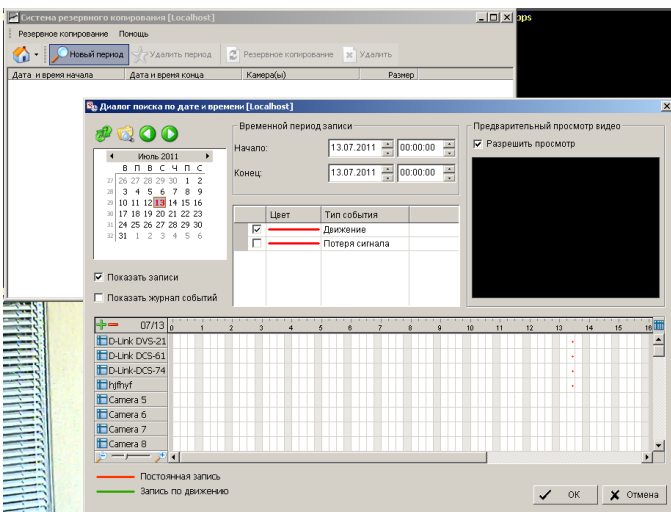 Система резервного копирования [Localhost]
pps
Резервное копирование Помощь
Новый период Удалить период Резервное копирование Удалить
Дата и время начала Дата и время конца Камера(ы) Размер
Диалог поиска по дате и времени [Localhost]
Временной период записи
Начало: 13.07.2011 00:00:00
Конец: 13.07.2011 00:00:00
Предварительный просмотр видео
Разрешить просмотр
Июль 2011
В П В С Ч П С
27 26 27 28 29 30 1 2
28 3 4 5 6 7 8 9
29 10 11 12 13 14 15 16
30 17 18 19 20 21 22 23
31 24 25 26 27 28 29 30
32 31 1 2 3 4 5 6
Цвет Тип события
Движение
Потеря сигнала
Показать записи
Показать журнал событий
07/13 0 1 2 3 4 5 6 7 8 9 10 11 12 13 14 15 16
D-Link DVS-21
D-Link DCS-61
D-Link-DCS-74
hjfhyf
Camera 5
Camera 6
Camera 7
Camera 8
Постоянная запись
Запись по движению
OK Отмена